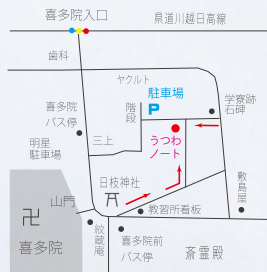 喜多院入口
県道川越日高線
歯科
ヤクルト
駐車場
P
階段
学寮跡
石碑
喜多院
バス停
うつわ
ノート
明星
駐車場
三上
日枝神社
敷島屋
山門
教習所看板
卍
喜多院
紋蔵庵
喜多院前
バス停
斎霊殿